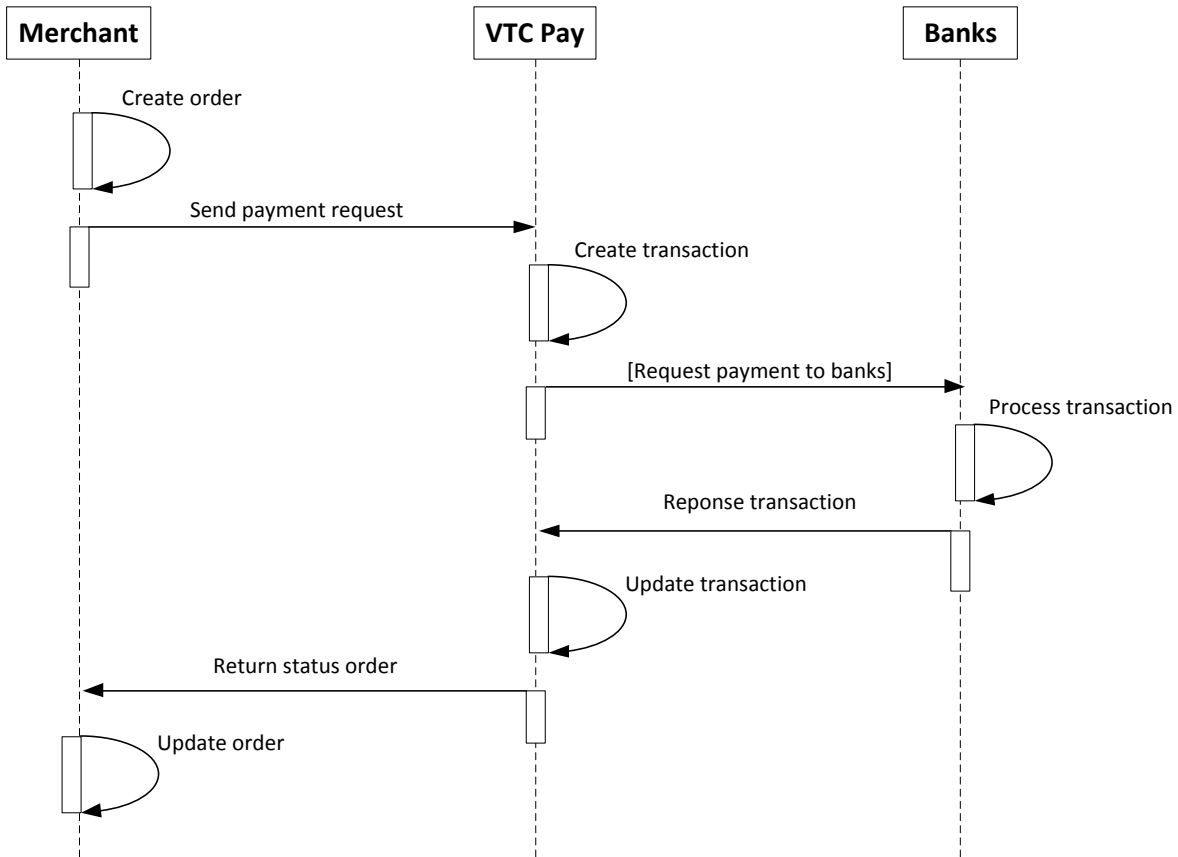 Merchant
VTC Pay
Banks
Create order
Send payment request
Create transaction
[Request payment to banks]
Process transaction
Reponse transaction
Update transaction
Return status order
Update order